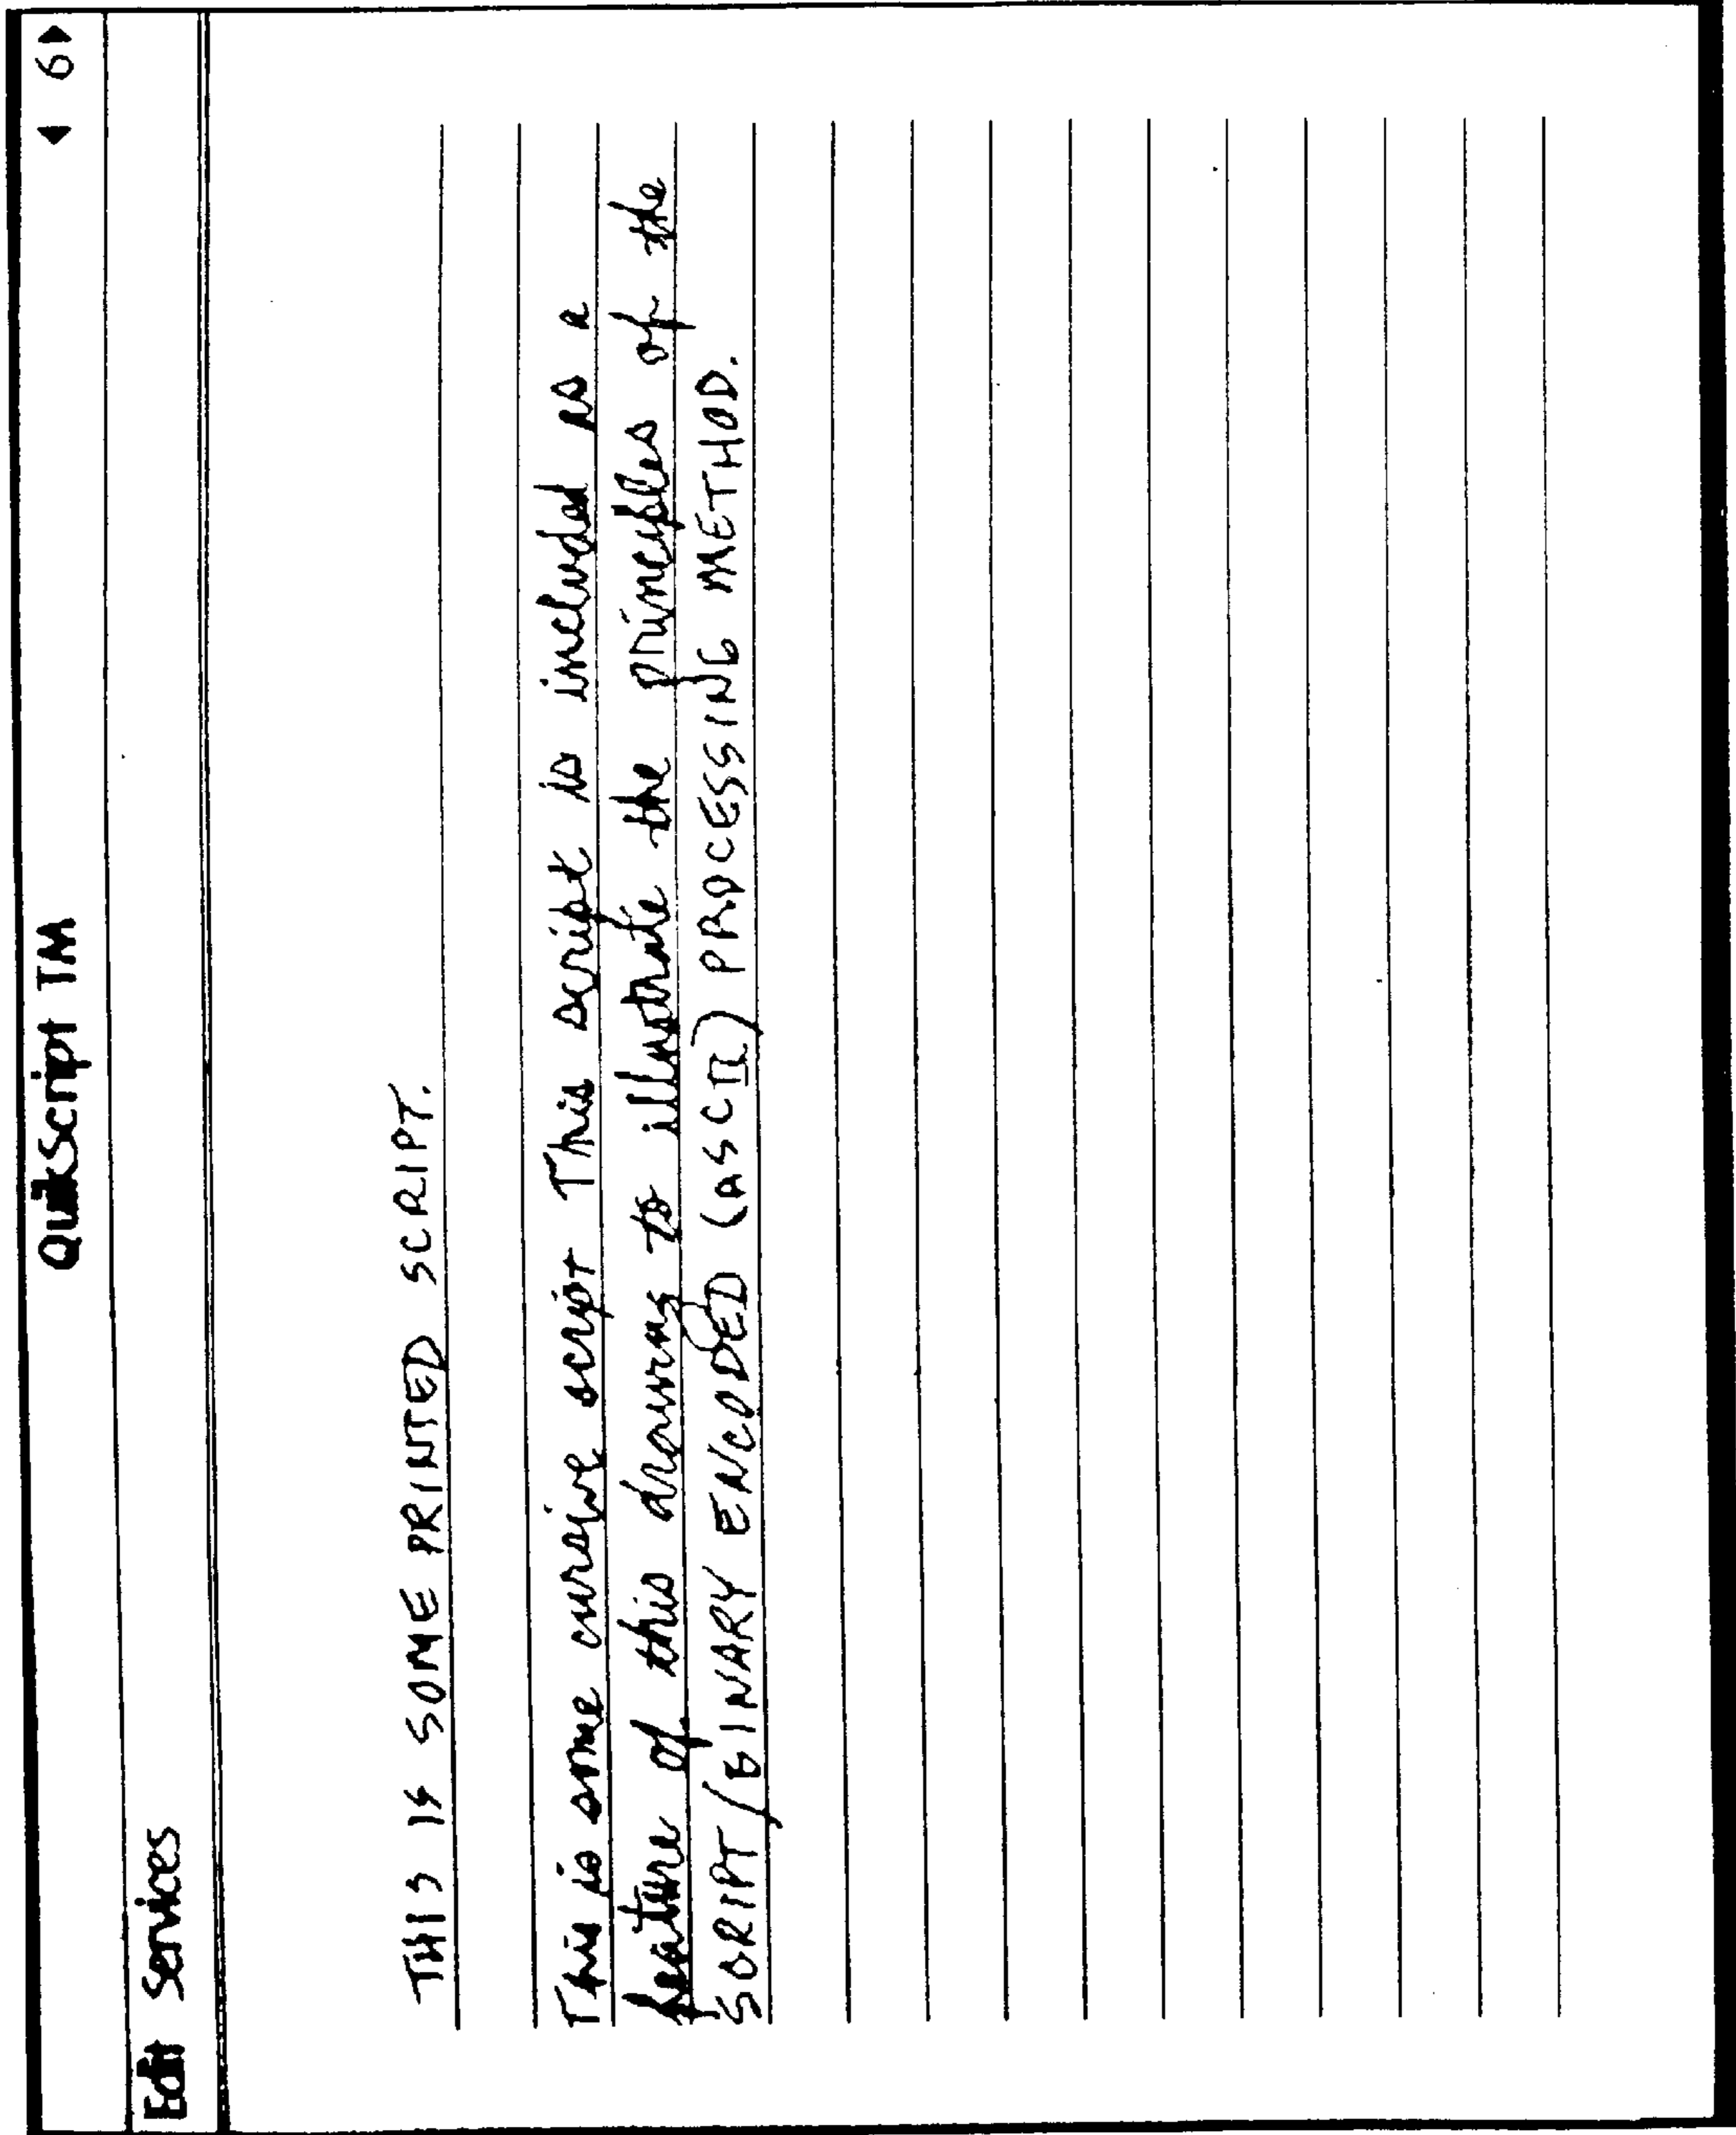 QuikScript TM ◀ 6▶
Edit Services
THIS IS SOME PRINTED SCRIPT.
This is some cursive script This script is included as a
feature of this drawing to illustrate the principles of the
SCRIPT/BINARY ENCODED (ASCII) PROCESSING METHOD.